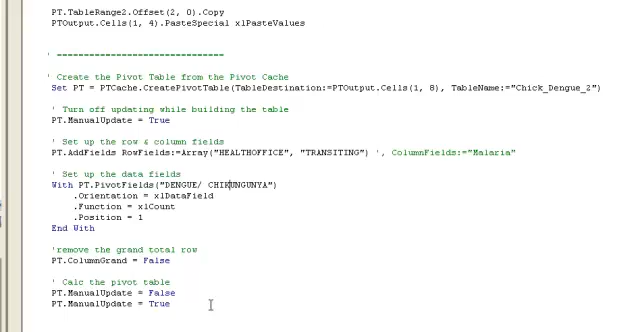 PT.TableRange2.Offset(2, 0).Copy
PTOutput.Cells(1, 4).PasteSpecial xlPasteValues
' -------------------------------
' Create the Pivot Table from the Pivot Cache
Set PT = PTCache.CreatePivotTable(TableDestination:=PTOutput.Cells(1, 8), TableName:="Chick_Dengue_2")
' Turn off updating while building the table
PT.ManualUpdate = True
' Set up the row & column fields
PT.AddFields RowFields:=Array("HEALTHOFFICE", "TRANSITING") ', ColumnFields:="Malaria"
' Set up the data fields
With PT.PivotFields("DENGUE/ CHIKUNGUNYA")
.Orientation = xlDataField
.Function = xlCount
.Position = 1
End With
'remove the grand total row
PT.ColumnGrand = False
' Calc the pivot table
PT.ManualUpdate = False
PT.ManualUpdate = True